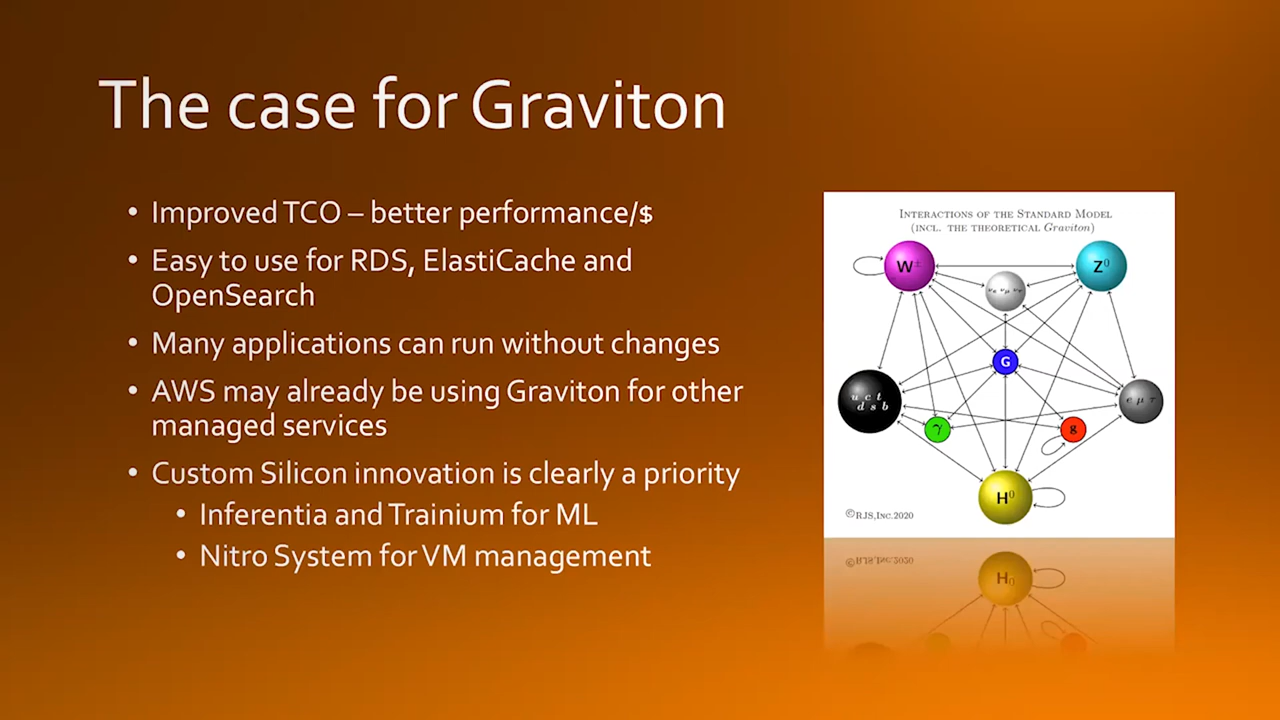 The case for Graviton
• Improved TCO – better performance/$
• Easy to use for RDS, ElastiCache and
OpenSearch
• Many applications can run without changes
• AWS may already be using Graviton for other
managed services
• Custom Silicon innovation is clearly a priority
• Inferentia and Trainium for ML
• Nitro System for VM management
INTERACTIONS OF THE STANDARD MODEL
(INCL. THE THEORETICAL Graviton)
W±
Z⁰
νe νμ ντ
G
u c t
d s b
e μ τ
γ
g
H⁰
©RJS,INC.2020